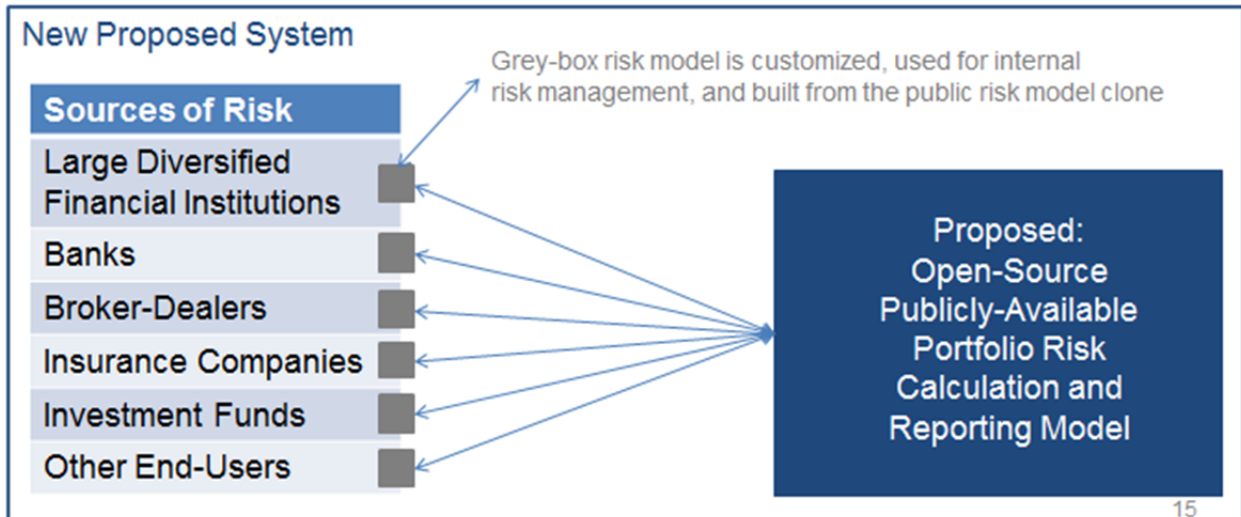 New Proposed System
Grey-box risk model is customized, used for internal
risk management, and built from the public risk model clone
Sources of Risk
Large Diversified
Financial Institutions
Banks
Broker-Dealers
Insurance Companies
Investment Funds
Other End-Users
Proposed:
Open-Source
Publicly-Available
Portfolio Risk
Calculation and
Reporting Model
15